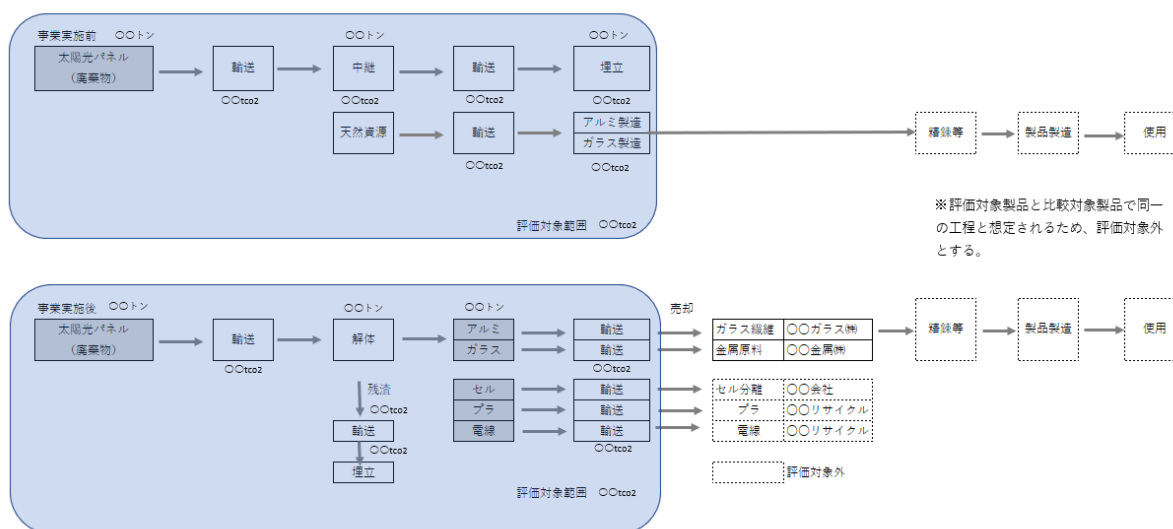 事業実施前 〇〇トン
〇〇トン
〇〇トン
太陽光パネル
(廃棄物)
輸送
中継
輸送
埋立
〇〇tco2
〇〇tco2
〇〇tco2
〇〇tco2
天然資源
輸送
アルミ製造
ガラス製造
〇〇tco2
〇〇tco2
精錬等
製品製造
使用
評価対象範囲 〇〇tco2
※評価対象製品と比較対象製品で同一
の工程と想定されるため、評価対象外
とする。
事業実施後 〇〇トン
〇〇トン
〇〇トン
売却
太陽光パネル
(廃棄物)
輸送
解体
アルミ
ガラス
輸送
輸送
ガラス繊維
〇〇ガラス㈱
金属原料
〇〇金属㈱
精錬等
製品製造
使用
〇〇tco2
〇〇tco2
残渣
〇〇tco2
セル
輸送
セル分離
〇〇会社
プラ
輸送
プラ
〇〇リサイクル
電線
輸送
電線
〇〇リサイクル
輸送
〇〇tco2
〇〇tco2
埋立
評価対象外
評価対象範囲 〇〇tco2